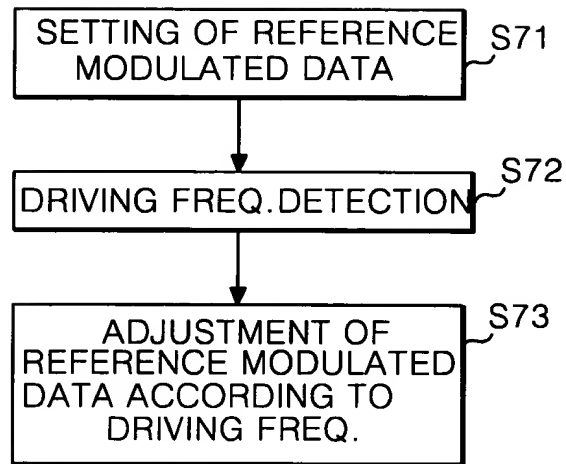 SETTING OF REFERENCE
MODULATED DATA
S71
DRIVING FREQ.DETECTION
S72
ADJUSTMENT OF
REFERENCE MODULATED
DATA ACCORDING TO
DRIVING FREQ.
S73